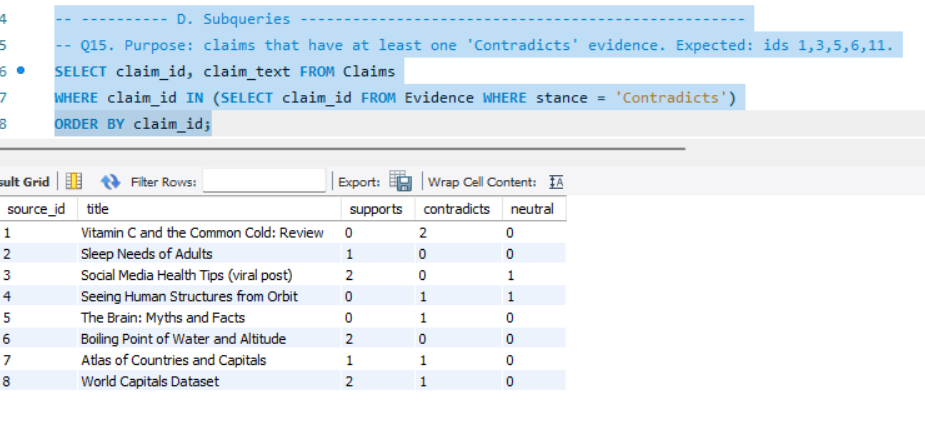 4 -- ---------- D. Subqueries --------------------------------------------------
5 -- Q15. Purpose: claims that have at least one 'Contradicts' evidence. Expected: ids 1,3,5,6,11.
6 SELECT claim_id, claim_text FROM Claims
7 WHERE claim_id IN (SELECT claim_id FROM Evidence WHERE stance = 'Contradicts')
8 ORDER BY claim_id;
sult Grid Filter Rows: Export: Wrap Cell Content: IA
source_id title supports contradicts neutral
1 Vitamin C and the Common Cold: Review 0 2 0
2 Sleep Needs of Adults 1 0 0
3 Social Media Health Tips (viral post) 2 0 1
4 Seeing Human Structures from Orbit 0 1 1
5 The Brain: Myths and Facts 0 1 0
6 Boiling Point of Water and Altitude 2 0 0
7 Atlas of Countries and Capitals 1 1 0
8 World Capitals Dataset 2 1 0